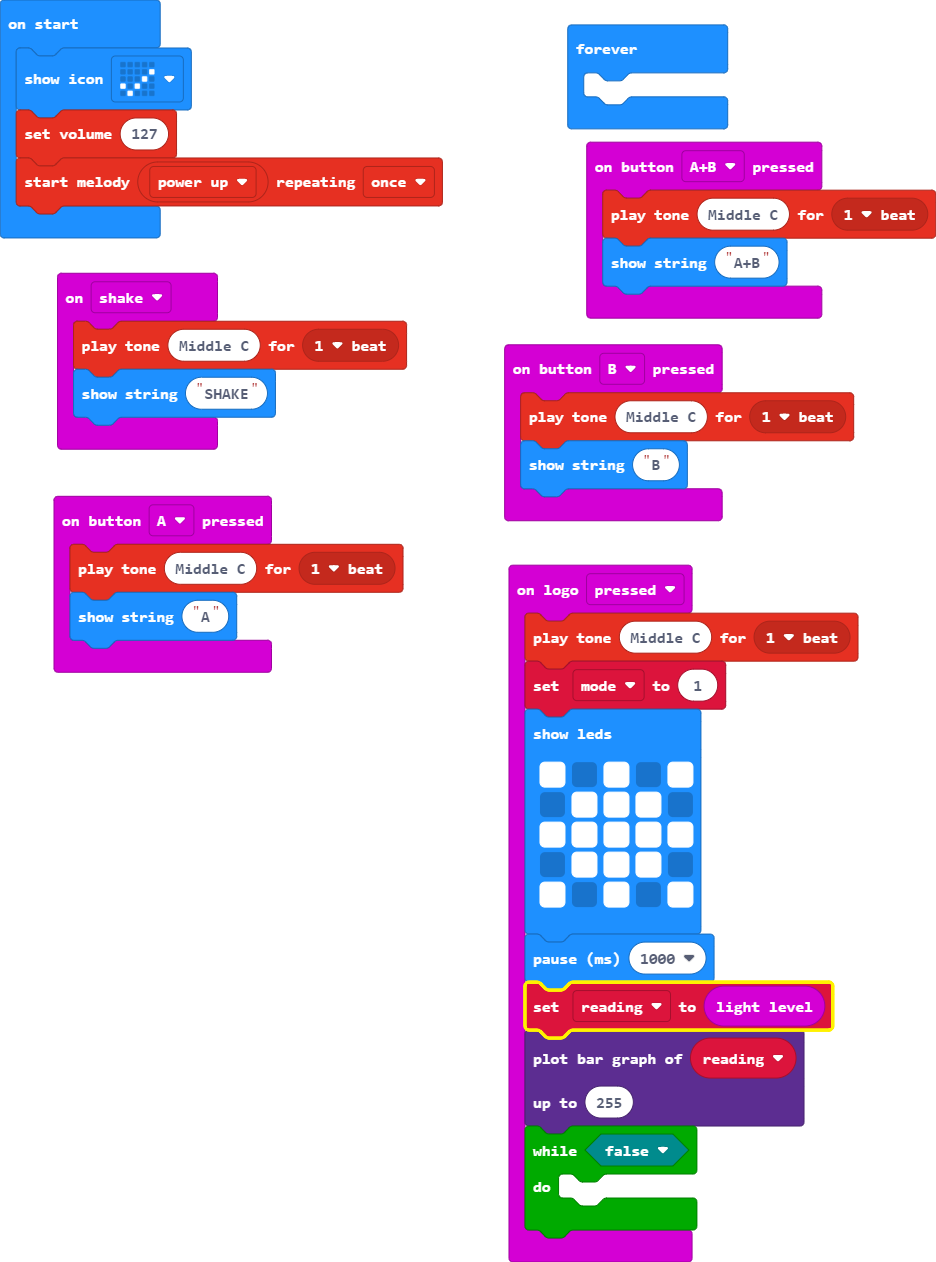 on start
show icon
set volume 127
start melody power up repeating once
forever
on button A+B pressed
play tone Middle C for 1 beat
show string "A+B"
on shake
play tone Middle C for 1 beat
show string "SHAKE"
on button B pressed
play tone Middle C for 1 beat
show string "B"
on button A pressed
play tone Middle C for 1 beat
show string "A"
on logo pressed
play tone Middle C for 1 beat
set mode to 1
show leds
pause (ms) 1000
set reading to light level
plot bar graph of reading
up to 255
while false
do